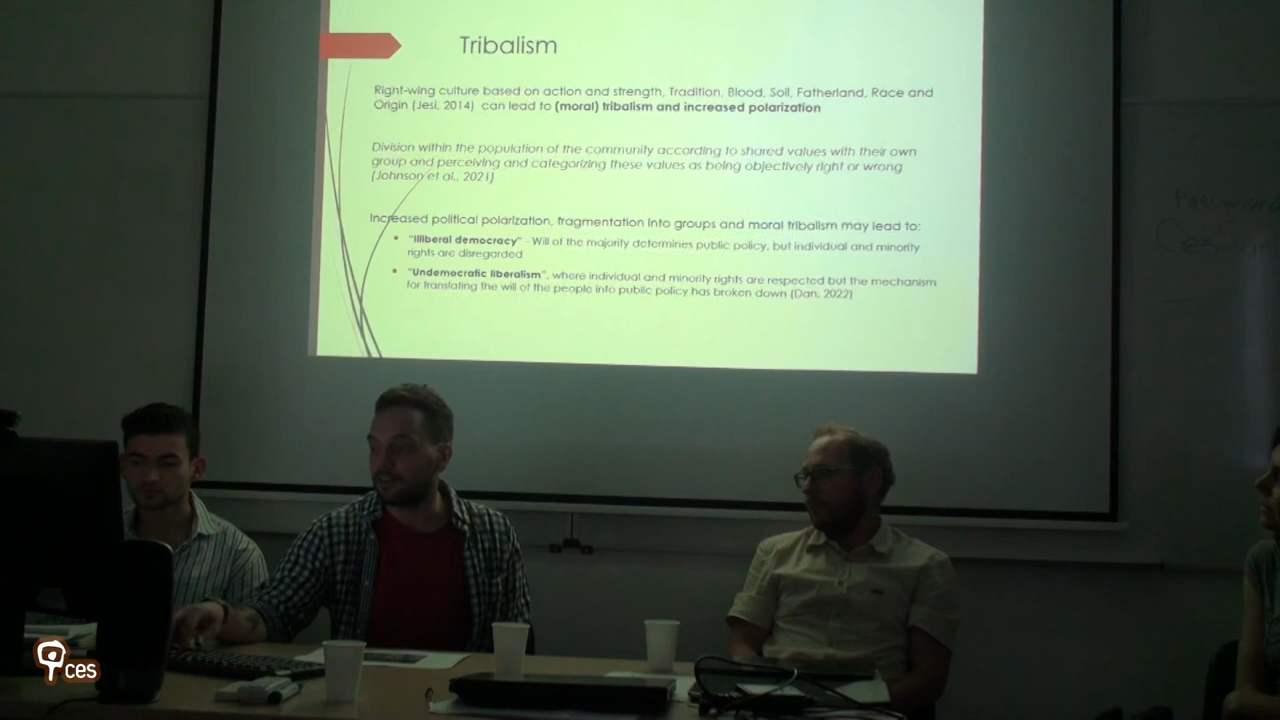 Tribalism
Right-wing culture based on action and strength, Tradition, Blood, Soil, Fatherland, Race and
Origin (Jesi, 2014) can lead to (moral) tribalism and increased polarization
Division within the population of the community according to shared values with their own
group and perceiving and categorizing these values as being objectively right or wrong
(Johnson et al., 2021)
Increased political polarization, fragmentation into groups and moral tribalism may lead to:
• "Illiberal democracy" - Will of the majority determines public policy, but individual and minority
rights are disregarded
• "Undemocratic liberalism", where individual and minority rights are respected but the mechanism
for translating the will of the people into public policy has broken down (Dan, 2022)
ces